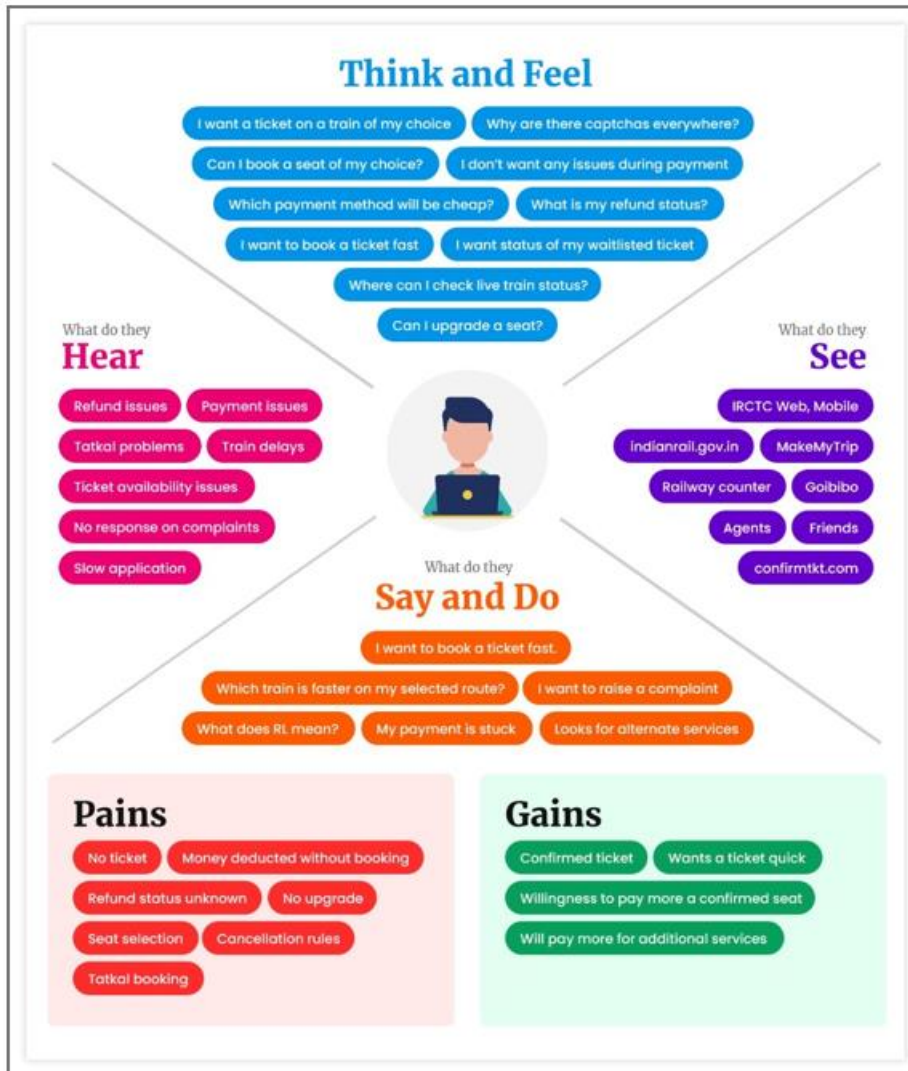 Think and Feel
I want a ticket on a train of my choice
Why are there captchas everywhere?
Can I book a seat of my choice?
I don't want any issues during payment
Which payment method will be cheap?
What is my refund status?
I want to book a ticket fast
I want status of my waitlisted ticket
Where can I check live train status?
Can I upgrade a seat?
What do they
Hear
Refund issues
Payment issues
Tatkal problems
Train delays
Ticket availability issues
No response on complaints
Slow application
What do they
See
IRCTC Web, Mobile
indianrail.gov.in
MakeMyTrip
Railway counter
Goibibo
Agents
Friends
confirmtkt.com
What do they
Say and Do
I want to book a ticket fast.
Which train is faster on my selected route?
I want to raise a complaint
What does RL mean?
My payment is stuck
Looks for alternate services
Pains
No ticket
Money deducted without booking
Refund status unknown
No upgrade
Seat selection
Cancellation rules
Tatkal booking
Gains
Confirmed ticket
Wants a ticket quick
Willingness to pay more a confirmed seat
Will pay more for additional services